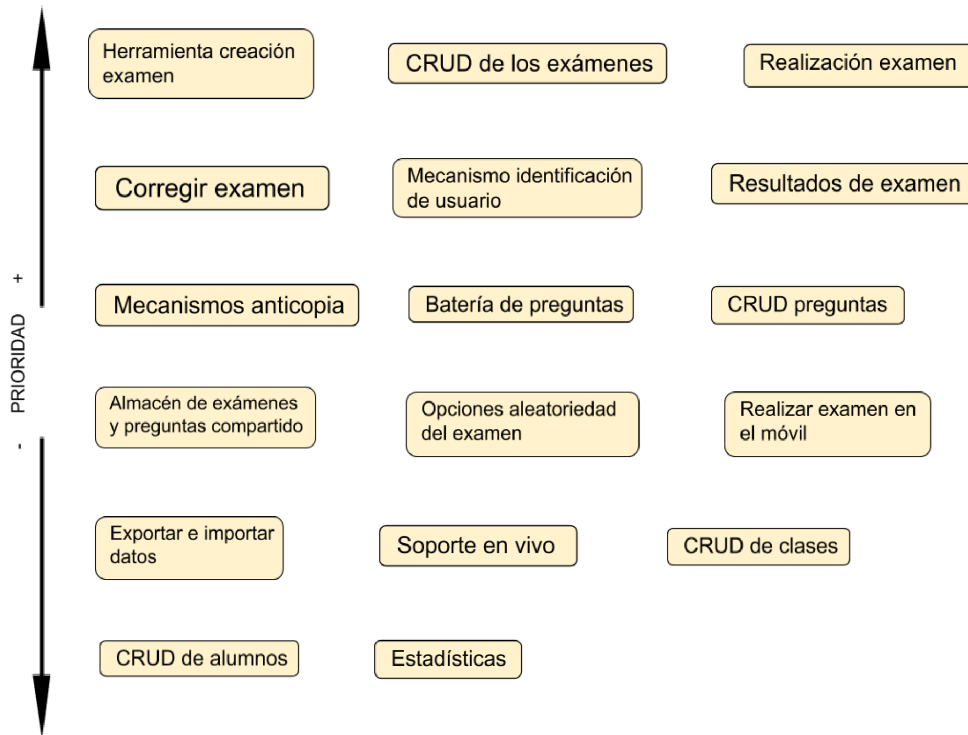 Herramienta creación
examen
CRUD de los exámenes
Realización examen
Corregir examen
Mecanismo identificación
de usuario
Resultados de examen
- PRIORIDAD +
Mecanismos anticopia
Batería de preguntas
CRUD preguntas
Almacén de exámenes
y preguntas compartido
Opciones aleatoriedad
del examen
Realizar examen en
el móvil
Exportar e importar
datos
Soporte en vivo
CRUD de clases
CRUD de alumnos
Estadísticas